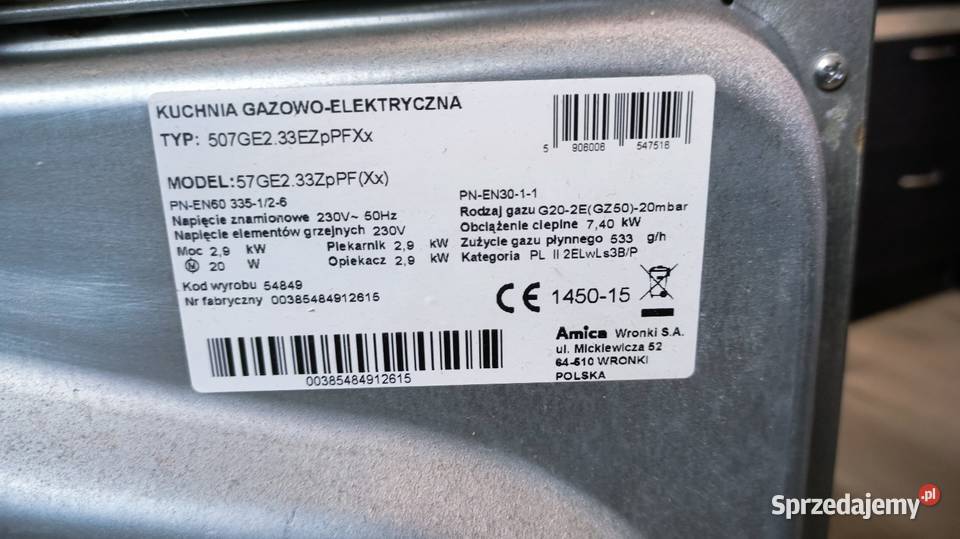 KUCHNIA GAZOWO-ELEKTRYCZNA
TYP: 507GE2.33EZpPFXx
5 906006 547516
MODEL:57GE2.33ZpPF(Xx)
PN-EN60 335-1/2-6
Napięcie znamionowe 230V~ 50Hz
Napięcie elementów grzejnych 230V
Moc 2,9 kW Piekarnik 2,9 kW
M 20 W Opiekacz 2,9 kW
Kod wyrobu 54849
Nr fabryczny 00385484912615
PN-EN30-1-1
Rodzaj gazu G20-2E(GZ50)-20mbar
Obciążenie cieplne 7,40 kW
Zużycie gazu płynnego 533 g/h
Kategoria PL II 2ELwLs3B/P
CE 1450-15
00385484912615
Amica Wronki S.A.
ul. Mickiewicza 52
64-510 WRONKI
POLSKA
Sprzedajemy.pl